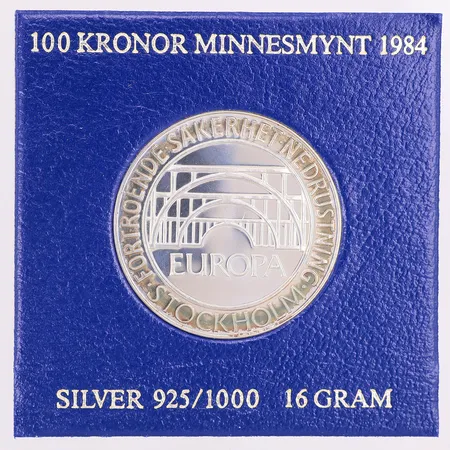 100 KRONOR MINNESMYNT 1984
FÖRTROENDE·SÄKERHET·NEDRUSTNING
·STOCKHOLM·
EUROPA
SILVER 925/1000 16 GRAM